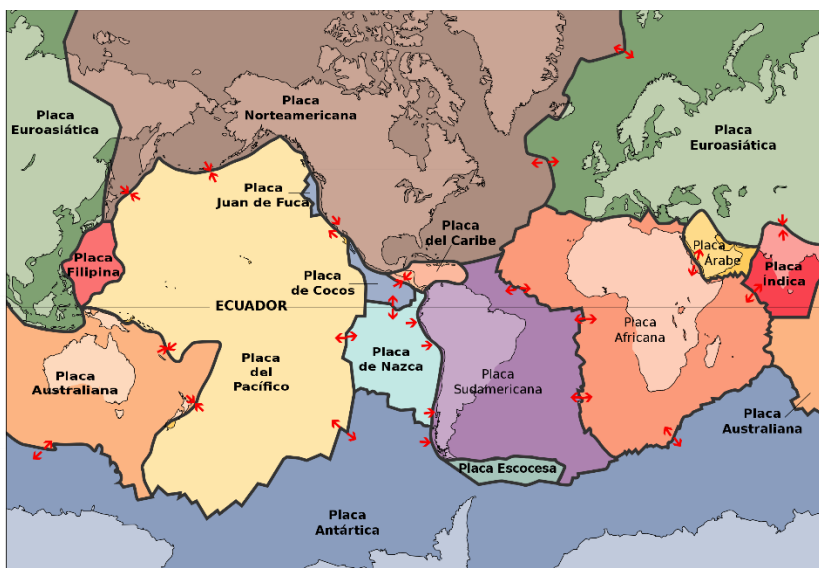 Placa
Norteamericana
Placa
Euroasiática
Placa
Euroasiática
Placa
Juan de Fuca
Placa
del Caribe
Placa
Filipina
Placa
Árabe
Placa
Índica
Placa
de Cocos
ECUADOR
Placa
Africana
Placa
del
Pacífico
Placa
de Nazca
Placa
Sudamericana
Placa
Australiana
Placa
Australiana
Placa Escocesa
Placa
Antártica